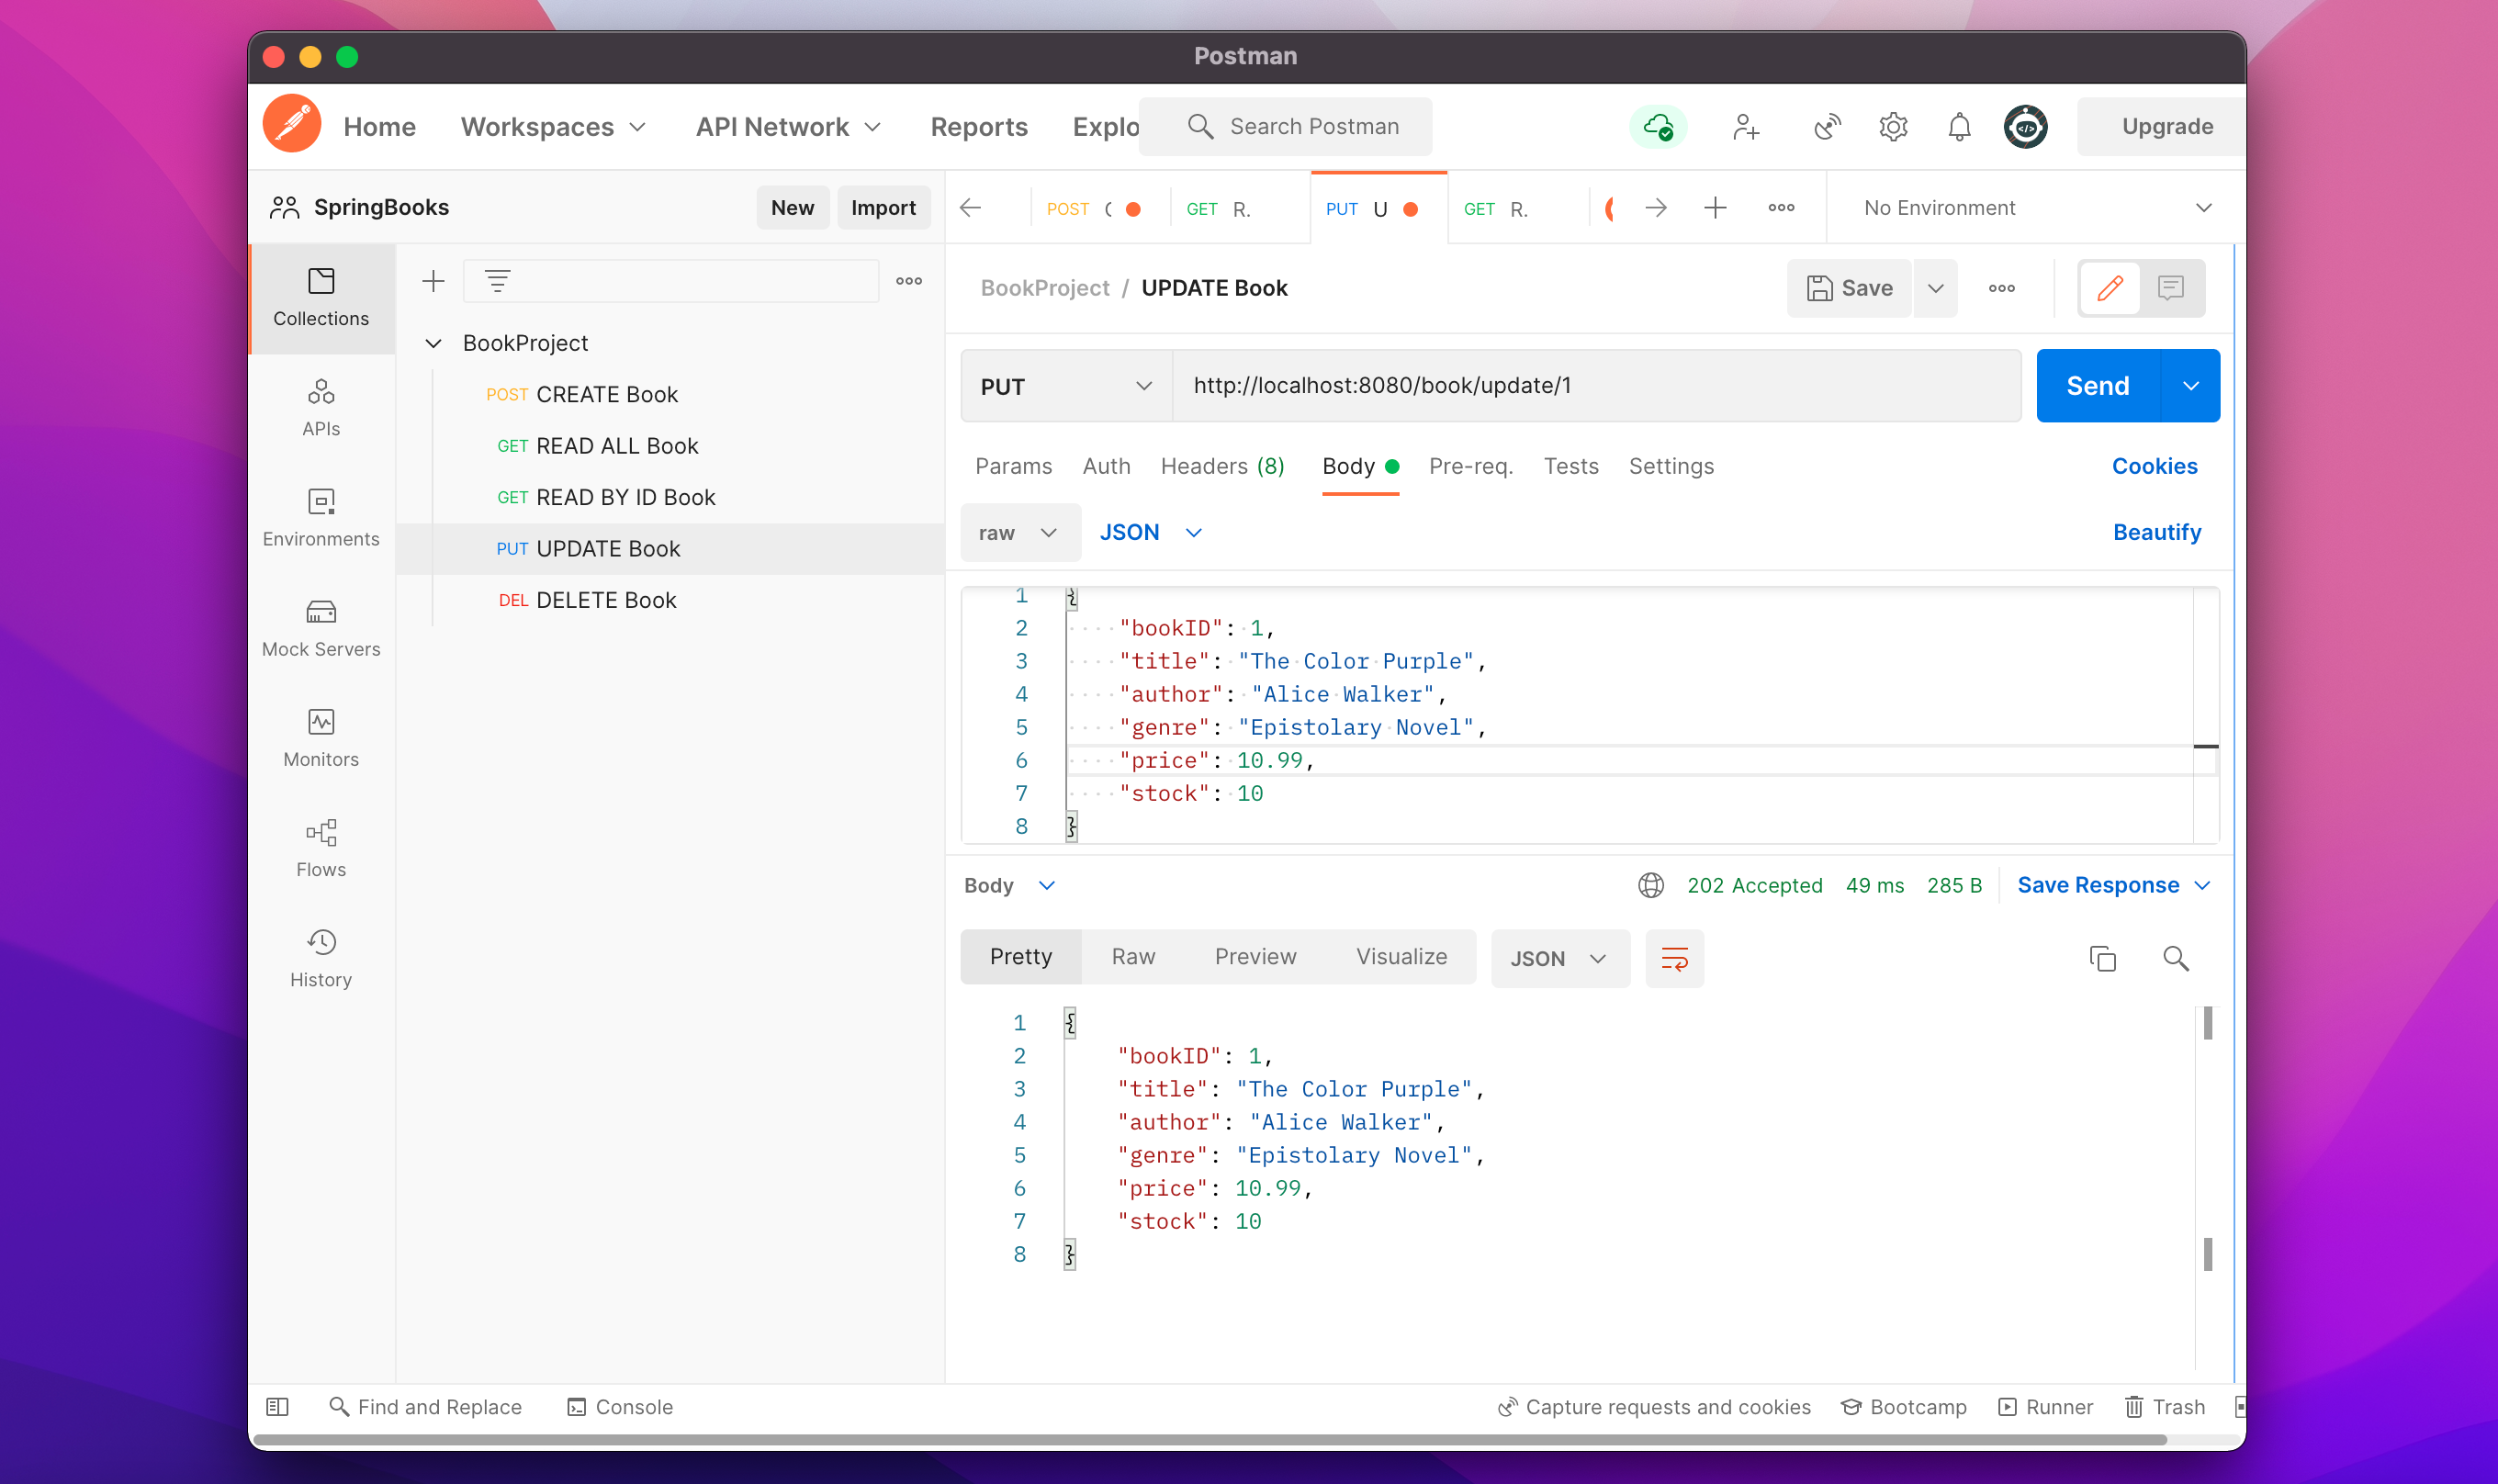 Postman
Home Workspaces API Network Reports Explo Search Postman Upgrade
SpringBooks New Import
POST GET R. PUT U GET R. No Environment
Collections
APIs
Environments
Mock Servers
Monitors
Flows
History
BookProject
POST CREATE Book
GET READ ALL Book
GET READ BY ID Book
PUT UPDATE Book
DEL DELETE Book
BookProject / UPDATE Book Save
PUT http://localhost:8080/book/update/1 Send
Params Auth Headers (8) Body Pre-req. Tests Settings Cookies
raw JSON Beautify
1 {
2 "bookID": 1,
3 "title": "The Color Purple",
4 "author": "Alice Walker",
5 "genre": "Epistolary Novel",
6 "price": 10.99,
7 "stock": 10
8 }
Body 202 Accepted 49 ms 285 B Save Response
Pretty Raw Preview Visualize JSON
1 {
2 "bookID": 1,
3 "title": "The Color Purple",
4 "author": "Alice Walker",
5 "genre": "Epistolary Novel",
6 "price": 10.99,
7 "stock": 10
8 }
Find and Replace Console Capture requests and cookies Bootcamp Runner Trash